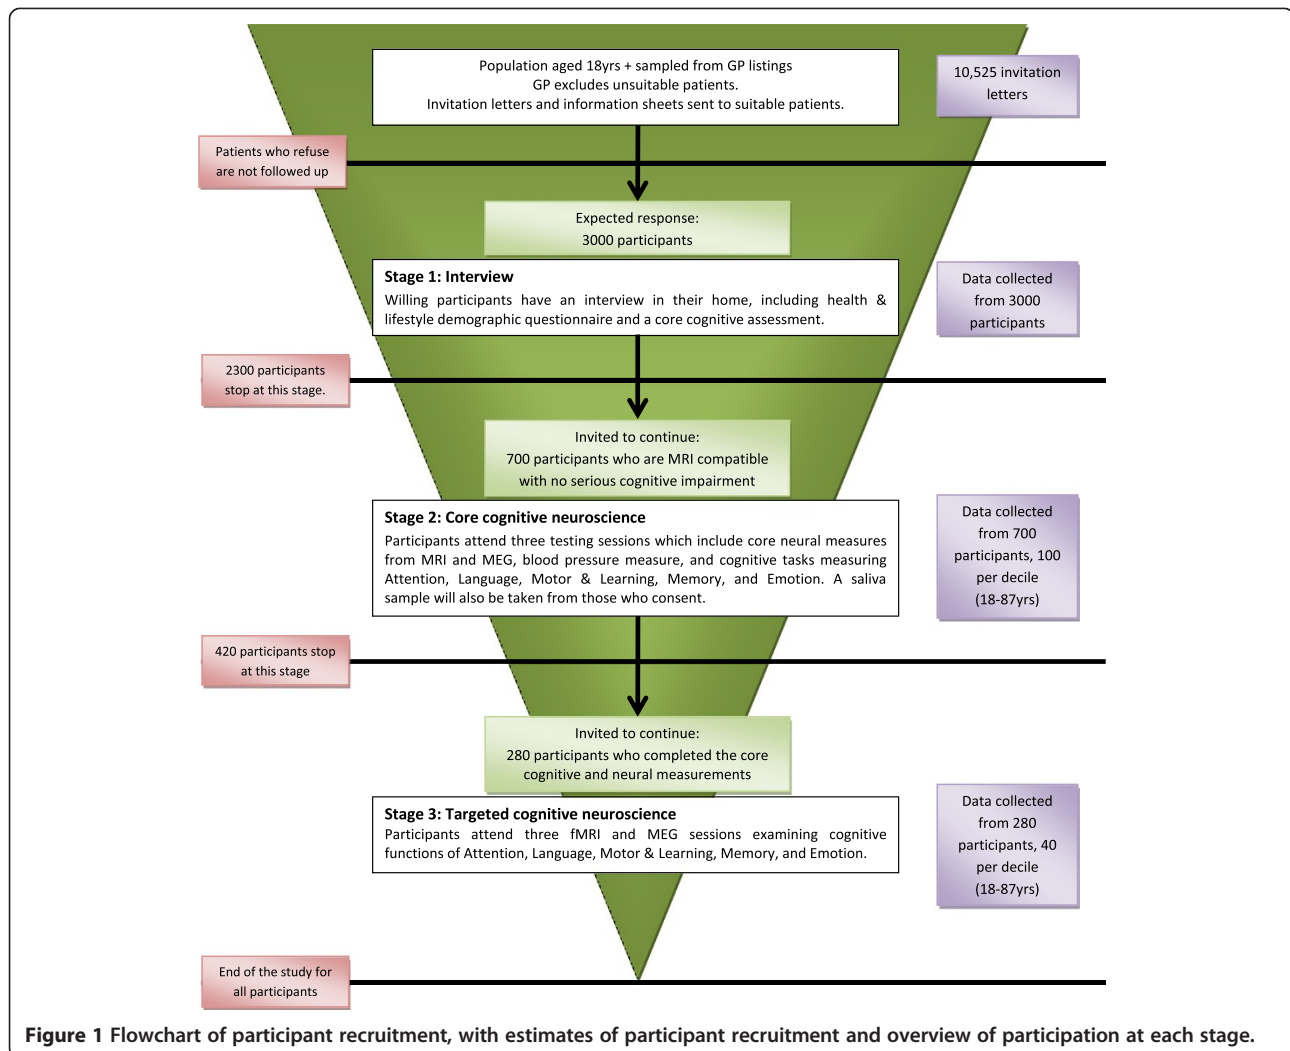 Population aged 18yrs + sampled from GP listings
GP excludes unsuitable patients.
Invitation letters and information sheets sent to suitable patients.
10,525 invitation
letters
Patients who refuse
are not followed up
Expected response:
3000 participants
Stage 1: Interview
Willing participants have an interview in their home, including health &
lifestyle demographic questionnaire and a core cognitive assessment.
Data collected
from 3000
participants
2300 participants
stop at this stage.
Invited to continue:
700 participants who are MRI compatible
with no serious cognitive impairment
Stage 2: Core cognitive neuroscience
Participants attend three testing sessions which include core neural measures
from MRI and MEG, blood pressure measure, and cognitive tasks measuring
Attention, Language, Motor & Learning, Memory, and Emotion. A saliva
sample will also be taken from those who consent.
Data collected
from 700
participants, 100
per decile
(18-87yrs)
420 participants stop
at this stage
Invited to continue:
280 participants who completed the core
cognitive and neural measurements
Stage 3: Targeted cognitive neuroscience
Participants attend three fMRI and MEG sessions examining cognitive
functions of Attention, Language, Motor & Learning, Memory, and Emotion.
Data collected
from 280
participants, 40
per decile
(18-87yrs)
End of the study for
all participants
Figure 1 Flowchart of participant recruitment, with estimates of participant recruitment and overview of participation at each stage.